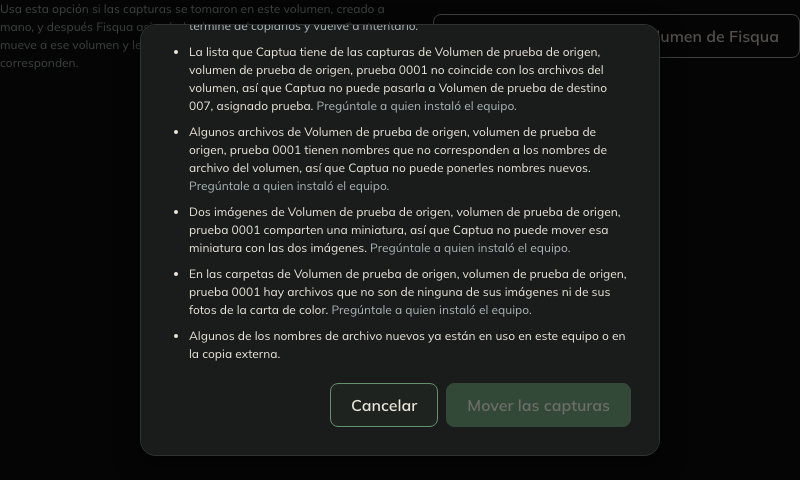 Usa esta opción si las capturas se tomaron en este volumen, creado a
mano, y después Fisqua
mueve a ese volumen y le
corresponden.
umen de Fisqua
termine de copiarlos y vuelve a intentarlo.
• La lista que Captua tiene de las capturas de Volumen de prueba de origen,
volumen de prueba de origen, prueba 0001 no coincide con los archivos del
volumen, así que Captua no puede pasarla a Volumen de prueba de destino
007, asignado prueba. Pregúntale a quien instaló el equipo.
• Algunos archivos de Volumen de prueba de origen, volumen de prueba de
origen, prueba 0001 tienen nombres que no corresponden a los nombres de
archivo del volumen, así que Captua no puede ponerles nombres nuevos.
Pregúntale a quien instaló el equipo.
• Dos imágenes de Volumen de prueba de origen, volumen de prueba de origen,
prueba 0001 comparten una miniatura, así que Captua no puede mover esa
miniatura con las dos imágenes. Pregúntale a quien instaló el equipo.
• En las carpetas de Volumen de prueba de origen, volumen de prueba de origen,
prueba 0001 hay archivos que no son de ninguna de sus imágenes ni de sus
fotos de la carta de color. Pregúntale a quien instaló el equipo.
• Algunos de los nombres de archivo nuevos ya están en uso en este equipo o en
la copia externa.
Cancelar
Mover las capturas